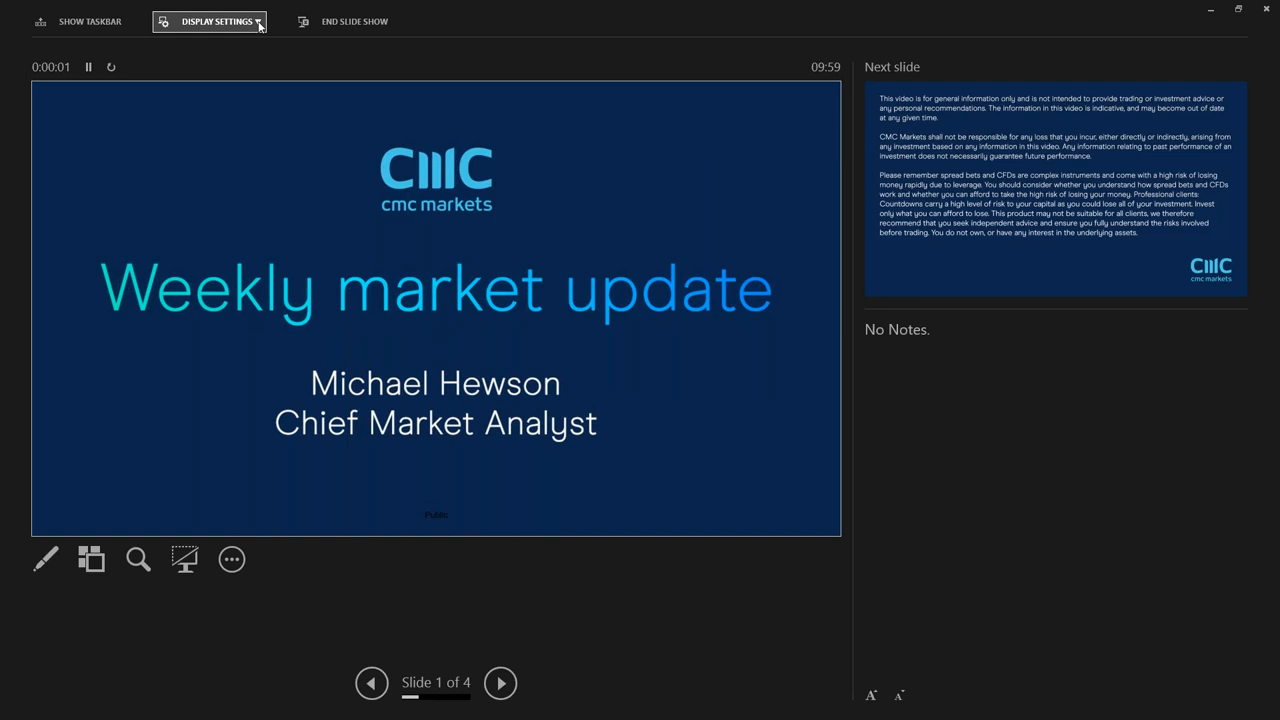 SHOW TASKBAR
DISPLAY SETTINGS
END SLIDE SHOW
0:00:01
09:59
CMC
cmc markets
Weekly market update
Michael Hewson
Chief Market Analyst
Public
Slide 1 of 4
Next slide
This video is for general information only and is not intended to provide trading or investment advice or
any personal recommendations. The information in this video is indicative, and may become out of date
at any given time.
CMC Markets shall not be responsible for any loss that you incur, either directly or indirectly, arising from
any investment based on any information in this video. Any information relating to past performance of an
investment does not necessarily guarantee future performance.
Please remember spread bets and CFDs are complex instruments and come with a high risk of losing
money rapidly due to leverage. You should consider whether you understand how spread bets and CFDs
work and whether you can afford to take the high risk of losing your money. Professional clients:
Countdowns carry a high level of risk to your capital as you could lose all of your investment. Invest
only what you can afford to lose. This product may not be suitable for all clients, we therefore
recommend that you seek independent advice and ensure you fully understand the risks involved
before trading. You do not own, or have any interest in the underlying assets.
CMC
cmc markets
No Notes.
A
A